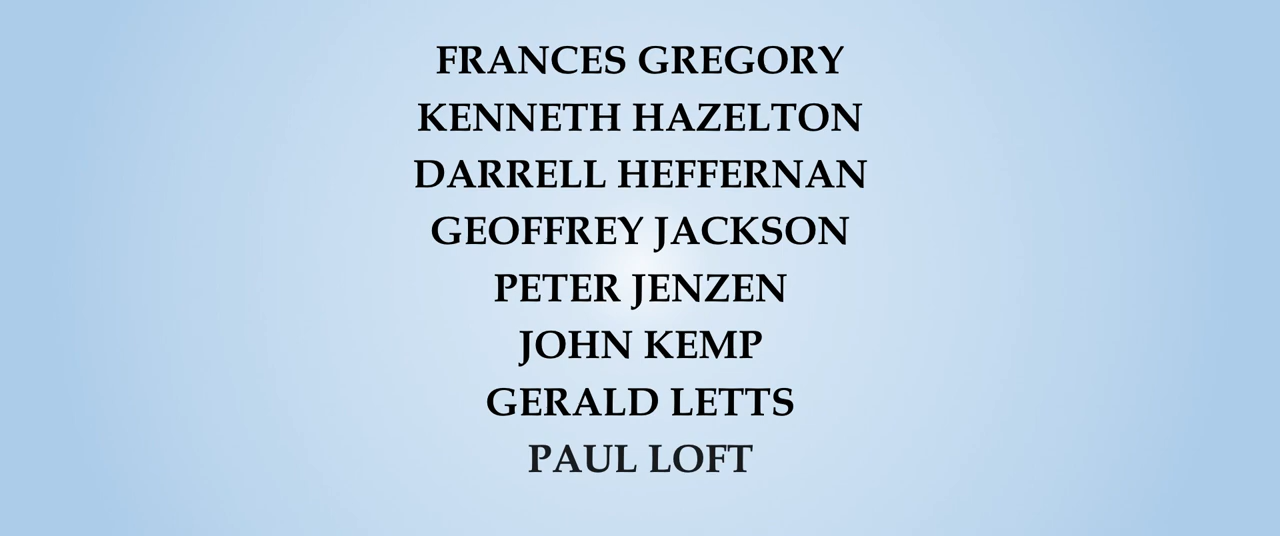 FRANCES GREGORY
KENNETH HAZELTON
DARRELL HEFFERNAN
GEOFFREY JACKSON
PETER JENZEN
JOHN KEMP
GERALD LETTS
PAUL LOFT